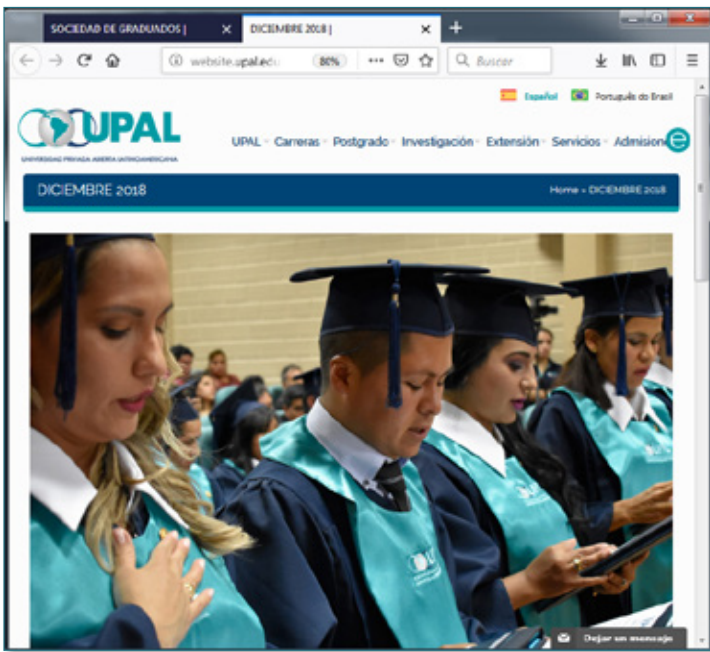 SOCIEDAD DE GRADUADOS |
DICIEMBRE 2018 |
website.upal.edu
80%
Buscar
Español
Português do Brasil
UPAL
UNIVERSIDAD PRIVADA ABIERTA LATINOAMERICANA
UPAL Carreras Postgrado Investigación Extensión Servicios Admision
DICIEMBRE 2018
Home » DICIEMBRE 2018
Dejar un mensaje